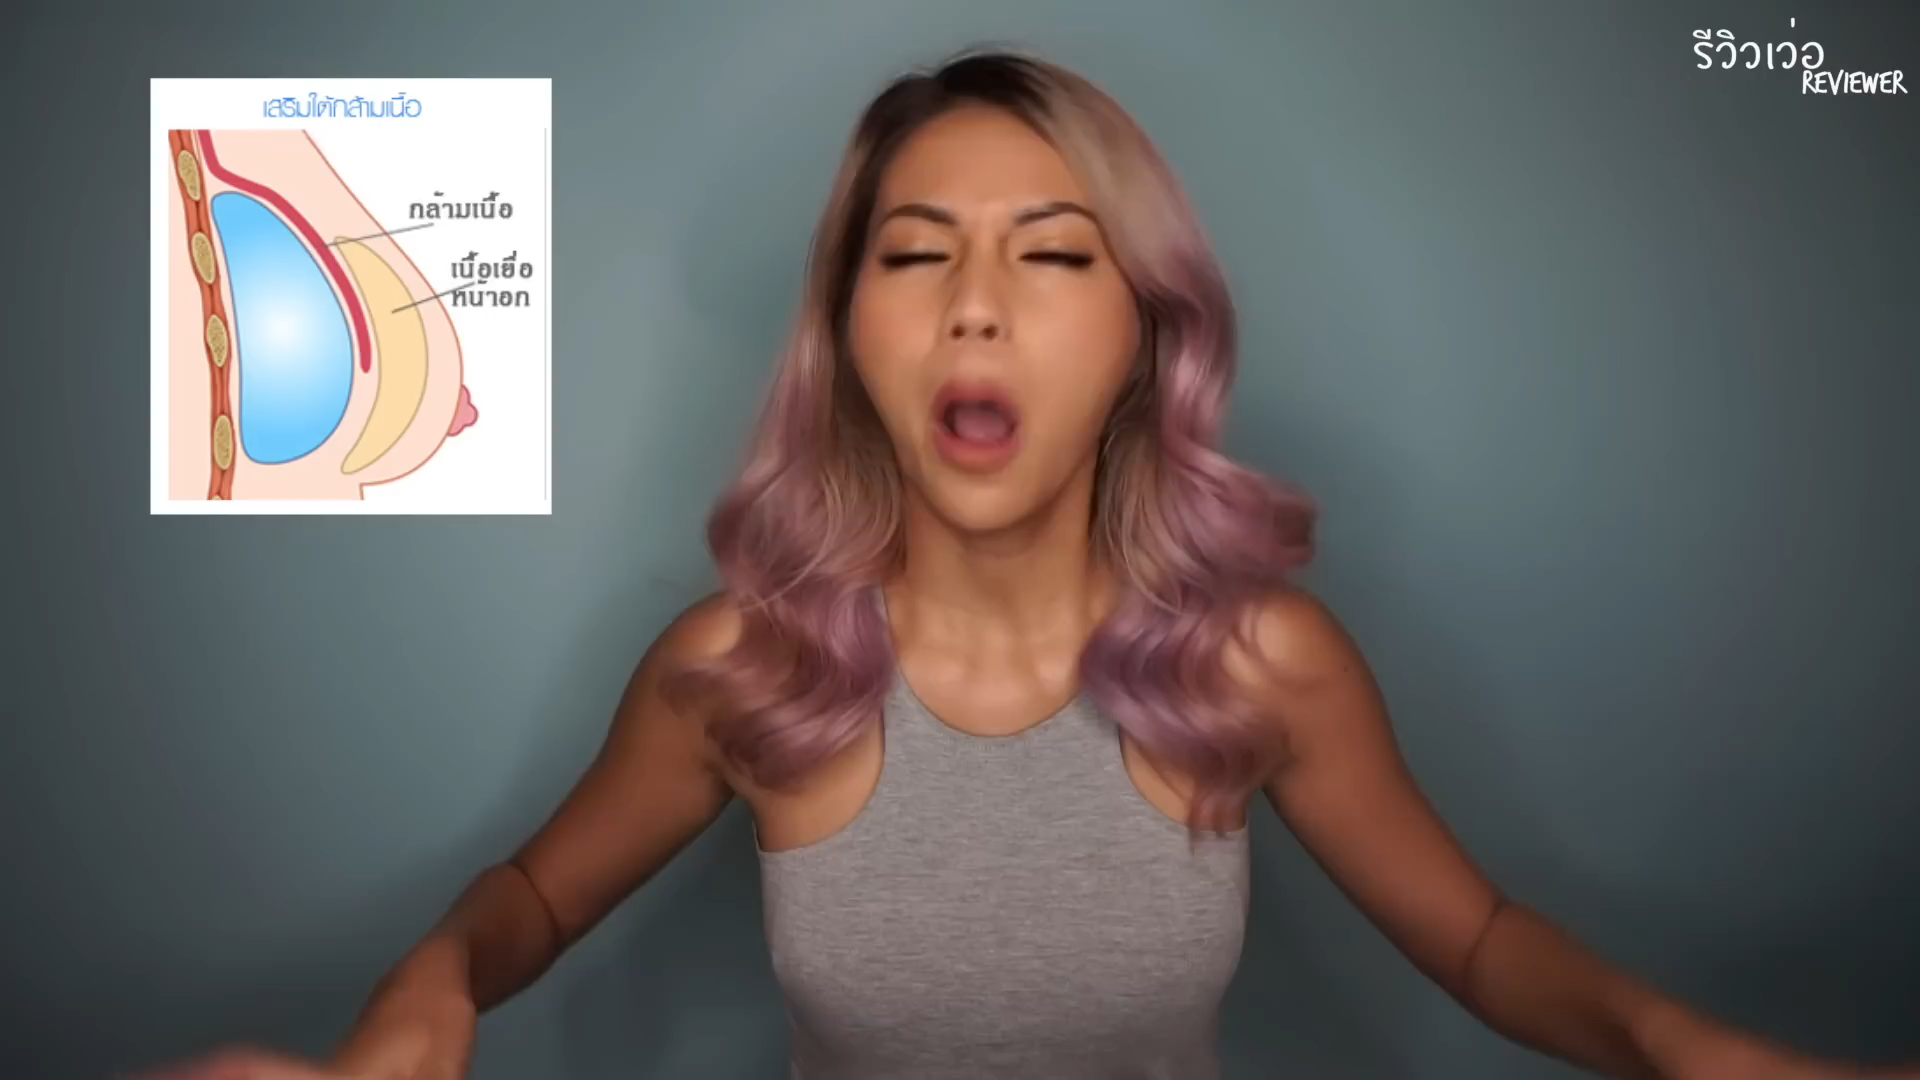 เสริมใต้กล้ามเนื้อ
กล้ามเนื้อ
เนื้อเยื่อ
หน้าอก
รีวิวเว่อ
REVIEWER